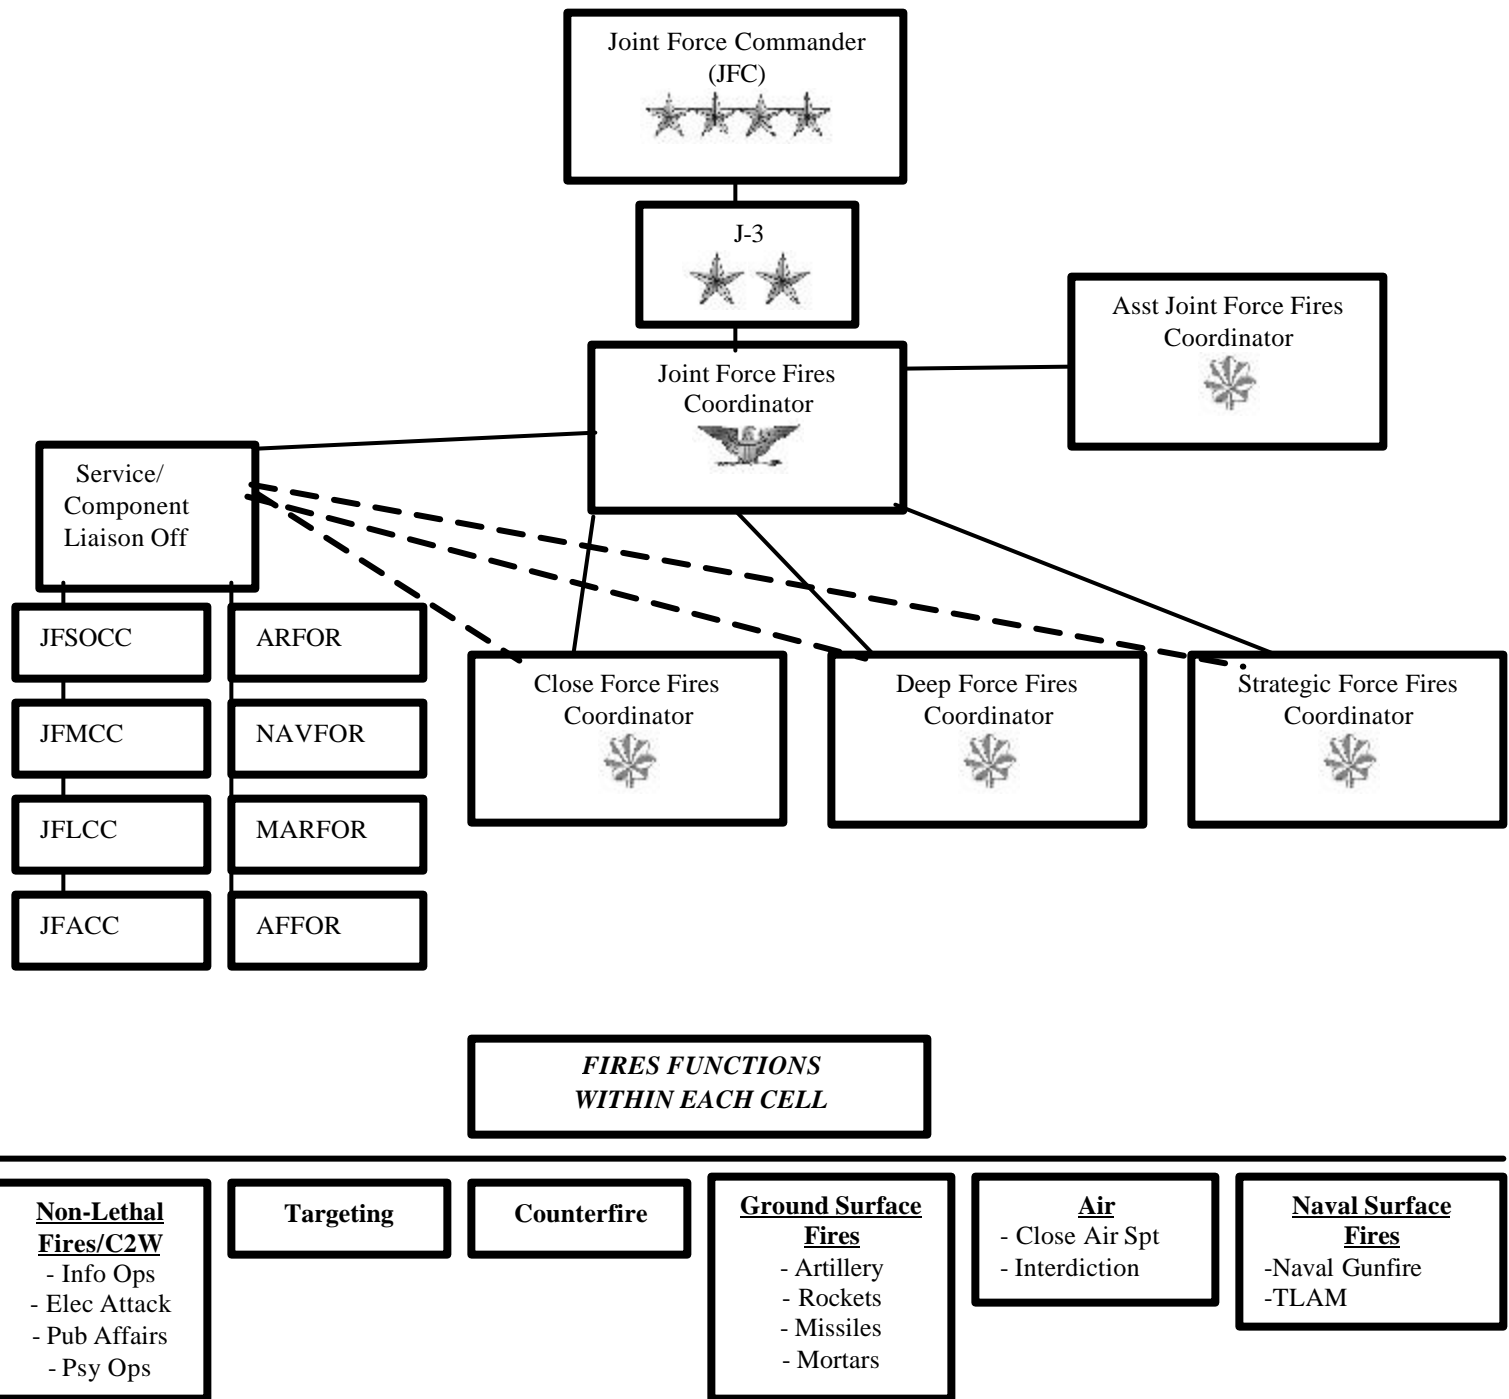 Joint Force Commander
(JFC)
J-3
Asst Joint Force Fires
Coordinator
Joint Force Fires
Coordinator
Service/
Component
Liaison Off
JFSOCC
ARFOR
JFMCC
NAVFOR
JFLCC
MARFOR
JFACC
AFFOR
Close Force Fires
Coordinator
Deep Force Fires
Coordinator
Strategic Force Fires
Coordinator
FIRES FUNCTIONS
WITHIN EACH CELL
Non-Lethal
Fires/C2W
- Info Ops
- Elec Attack
- Pub Affairs
- Psy Ops
Targeting
Counterfire
Ground Surface
Fires
- Artillery
- Rockets
- Missiles
- Mortars
Air
- Close Air Spt
- Interdiction
Naval Surface
Fires
-Naval Gunfire
-TLAM